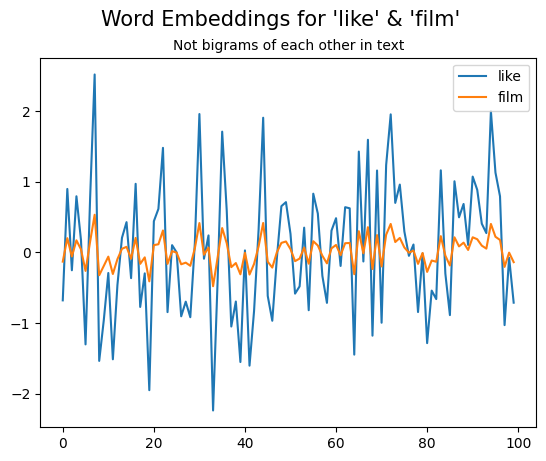 Word Embeddings for 'like' & 'film'
Not bigrams of each other in text
like
film
2
1
0
−1
−2
0 20 40 60 80 100